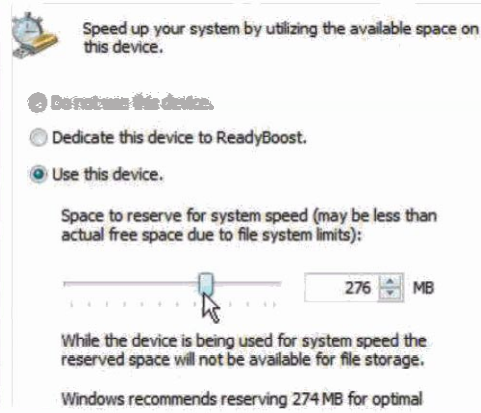 Speed up your system by utilizing the available space on
this device.
Do not use this device.
Dedicate this device to ReadyBoost.
Use this device.
Space to reserve for system speed (may be less than
actual free space due to file system limits):
276 MB
While the device is being used for system speed the
reserved space will not be available for file storage.
Windows recommends reserving 274 MB for optimal